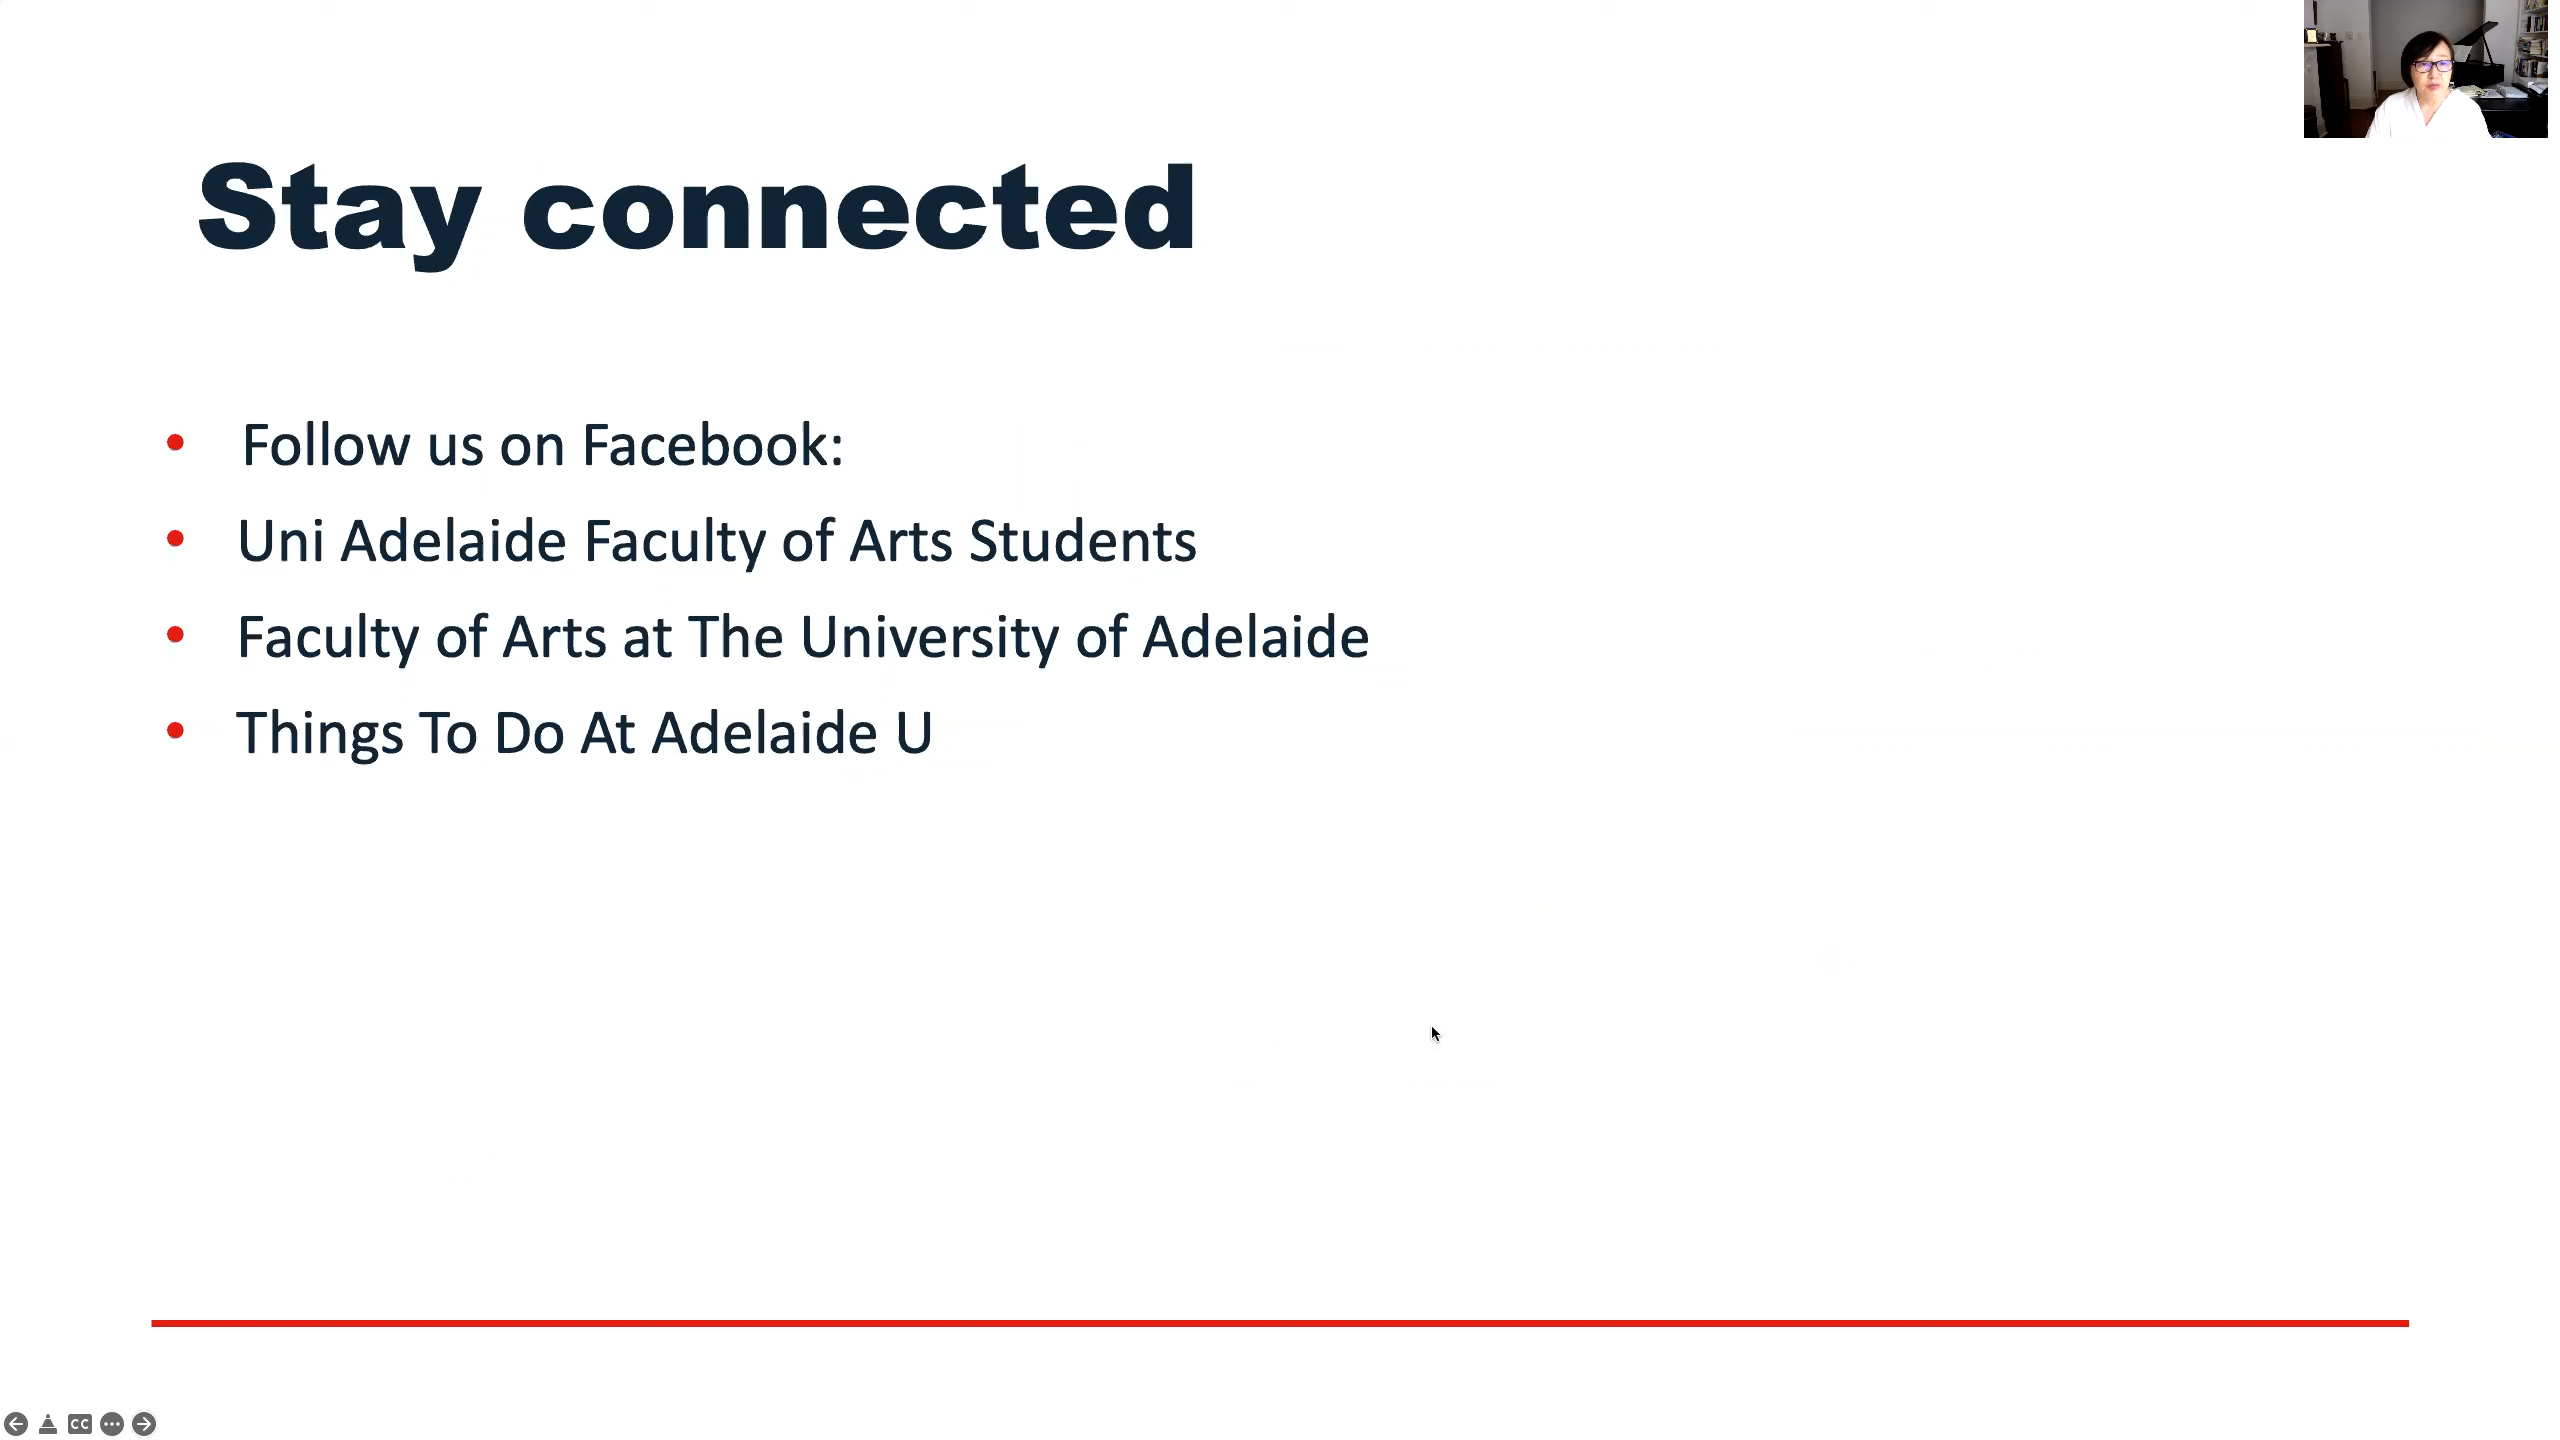 Stay connected
Follow us on Facebook:
Uni Adelaide Faculty of Arts Students
Faculty of Arts at The University of Adelaide
Things To Do At Adelaide U
CC